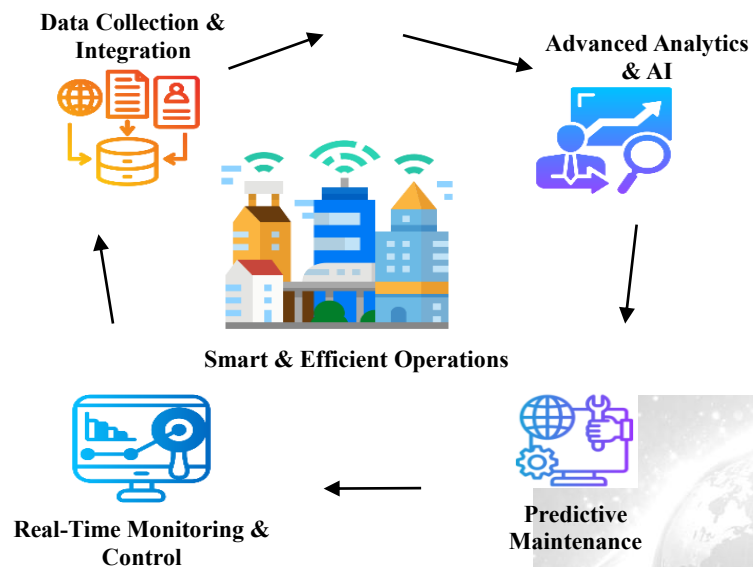 Data Collection &
Integration
Advanced Analytics
& AI
Smart & Efficient Operations
Real-Time Monitoring &
Control
Predictive
Maintenance